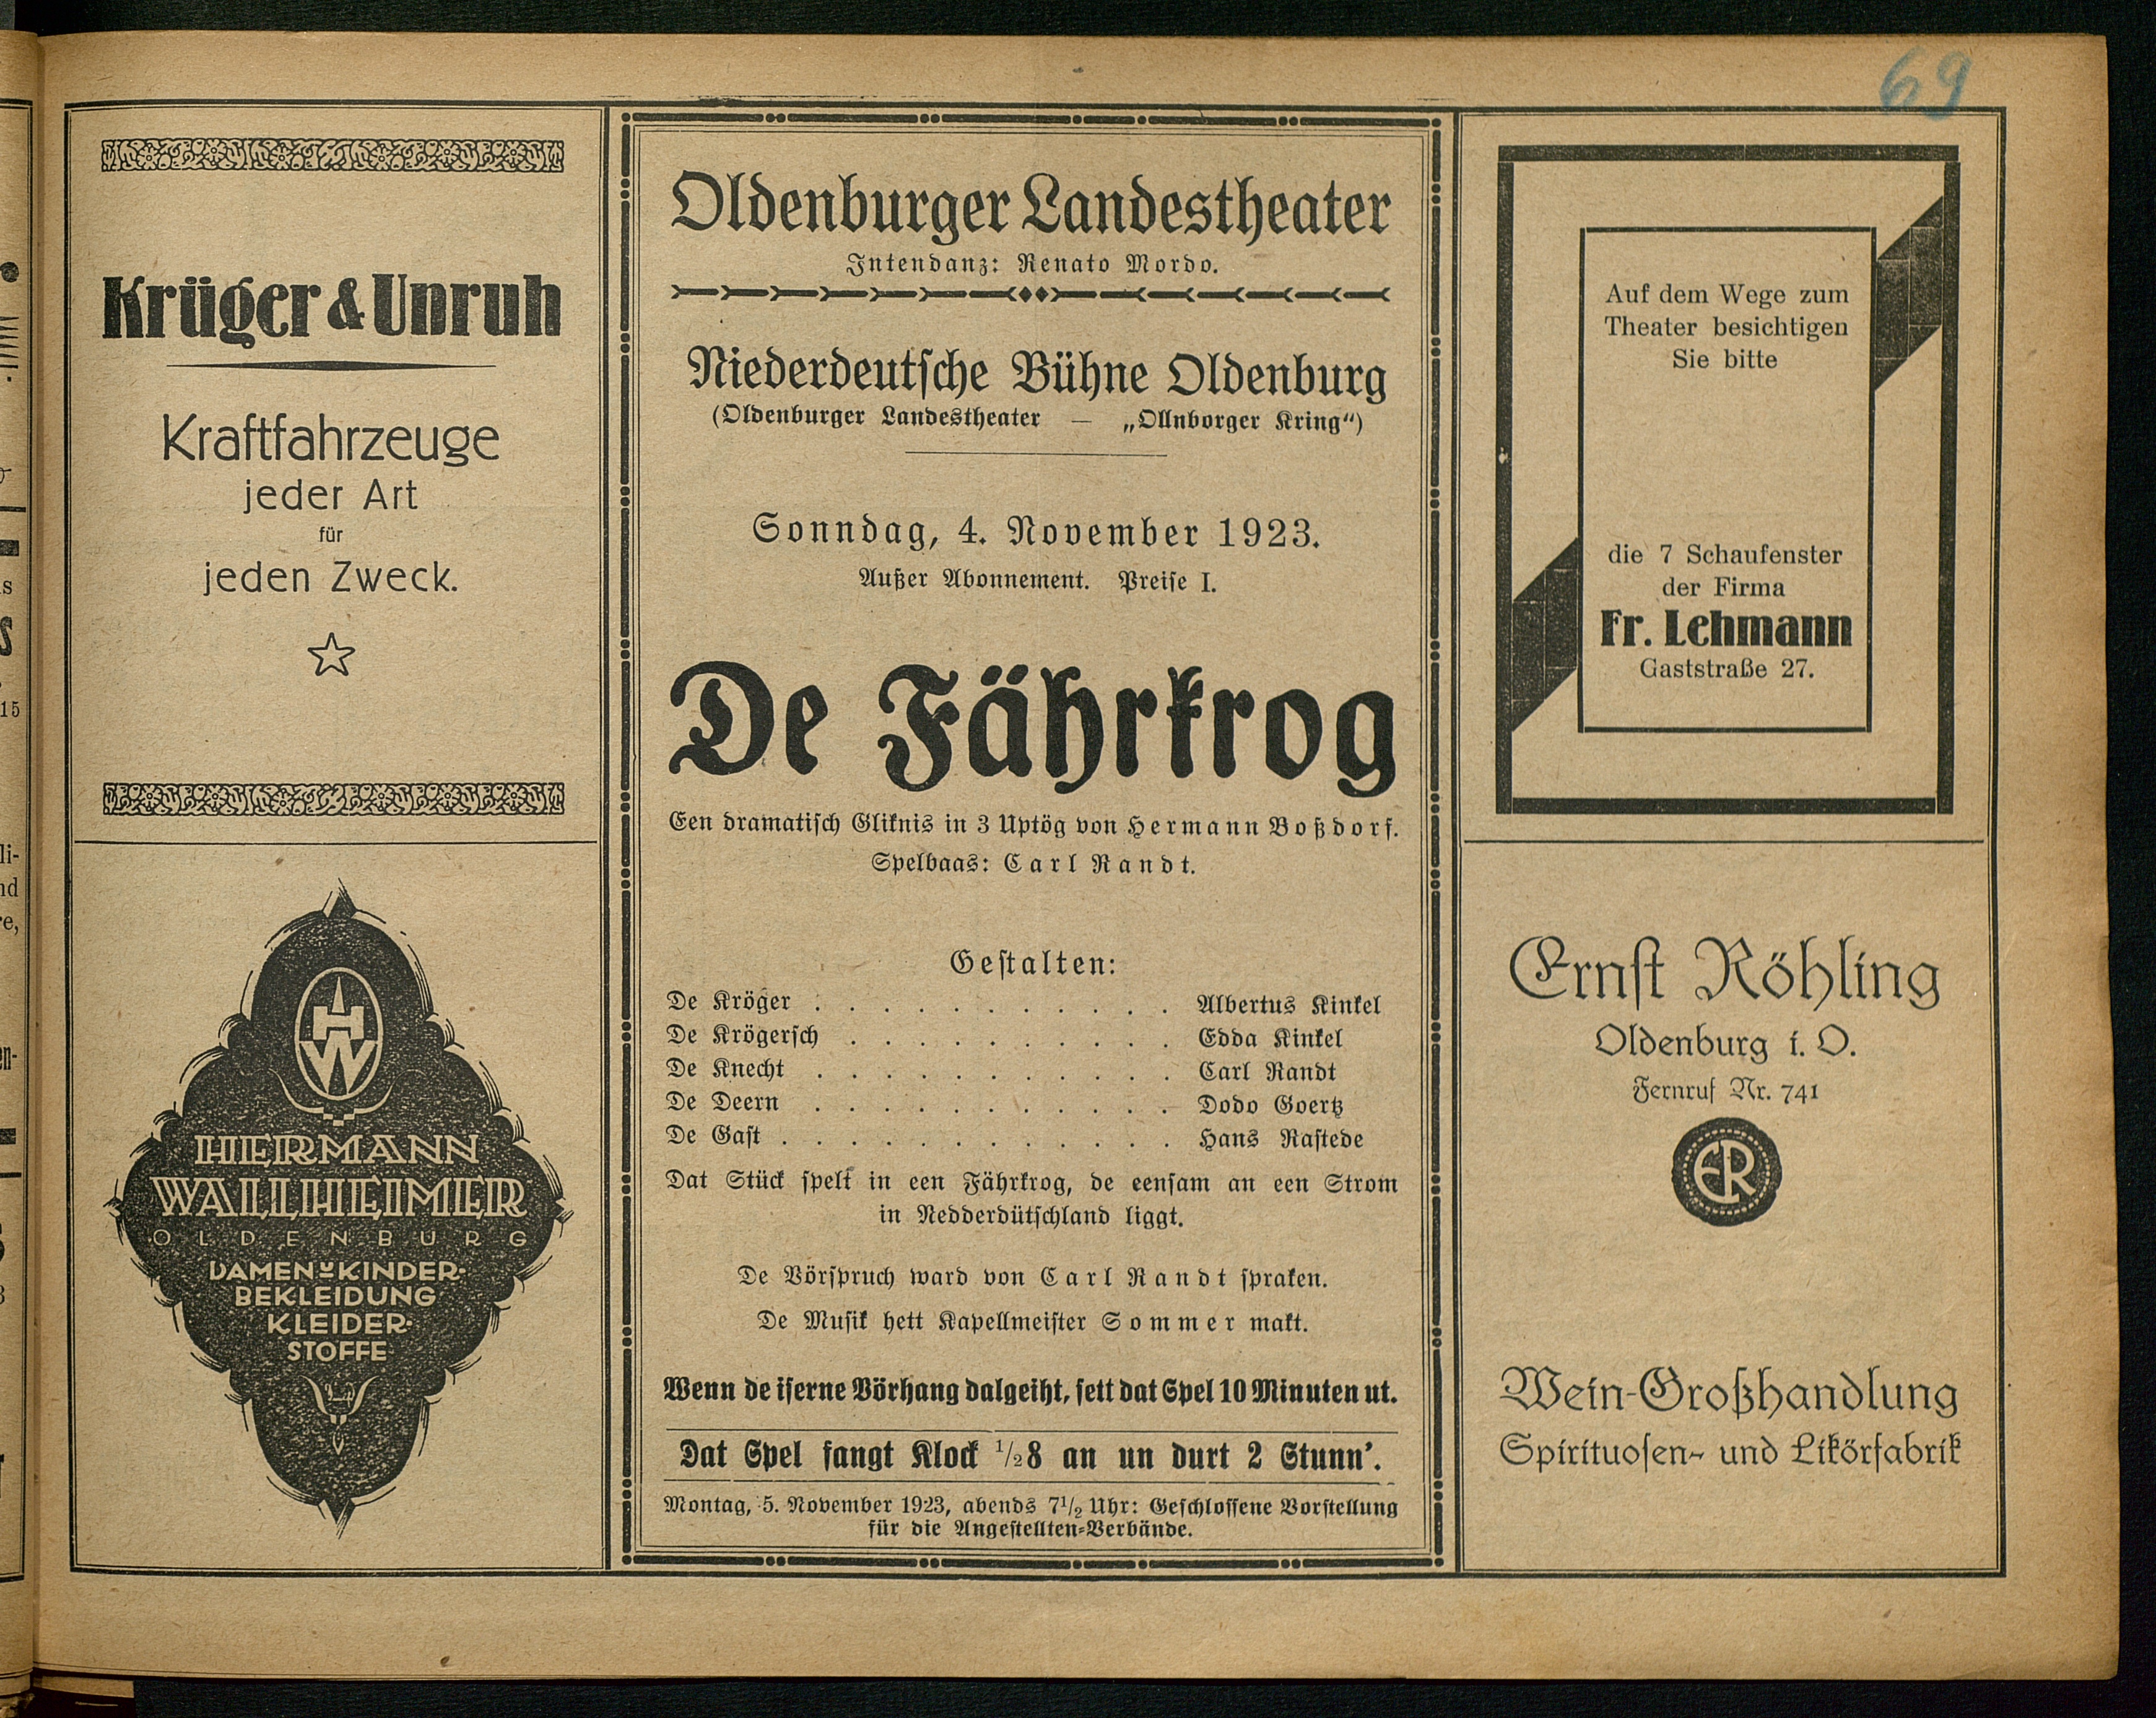 69
Krüger & Unruh
Kraftfahrzeuge
jeder Art
für
jeden Zweck.
HW
HERMANN
WALLHEIMER
OLDENBURG
DAMEN U KINDER-
BEKLEIDUNG
KLEIDER-
STOFFE
Oldenburger Landestheater
Intendanz: Renato Mordo.
Niederdeutsche Bühne Oldenburg
(Oldenburger Landestheater — „Ollnborger Kring“)
Sonndag, 4. November 1923.
Außer Abonnement. Preise I.
De Fährkrog
Een dramatisch Gliknis in 3 Uptög von Hermann Boßdorf.
Spelbaas: Carl Randt.
Gestalten:
De Kröger . . . . . . . . . . . Albertus Kinkel
De Krögersch . . . . . . . . . . Edda Kinkel
De Knecht . . . . . . . . . . . Carl Randt
De Deern . . . . . . . . . . . Dodo Goertz
De Gast . . . . . . . . . . . . Hans Rastede
Dat Stück spelt in een Fährkrog, de eensam an een Strom
in Nedderdütschland liggt.
De Vörspruch ward von Carl Randt spraken.
De Musik hett Kapellmeister Sommer makt.
Wenn de iserne Vörhang dalgeiht, sett dat Spel 10 Minuten ut.
Dat Spel fangt Klock 1/2 8 an un durt 2 Stunn’.
Montag, 5. November 1923, abends 7 1/2 Uhr: Geschlossene Vorstellung
für die Angestellten-Verbände.
Auf dem Wege zum
Theater besichtigen
Sie bitte
die 7 Schaufenster
der Firma
Fr. Lehmann
Gaststraße 27.
Ernst Röhling
Oldenburg i. O.
Fernruf Nr. 741
ER
Wein-Großhandlung
Spirituosen- und Likörfabrik